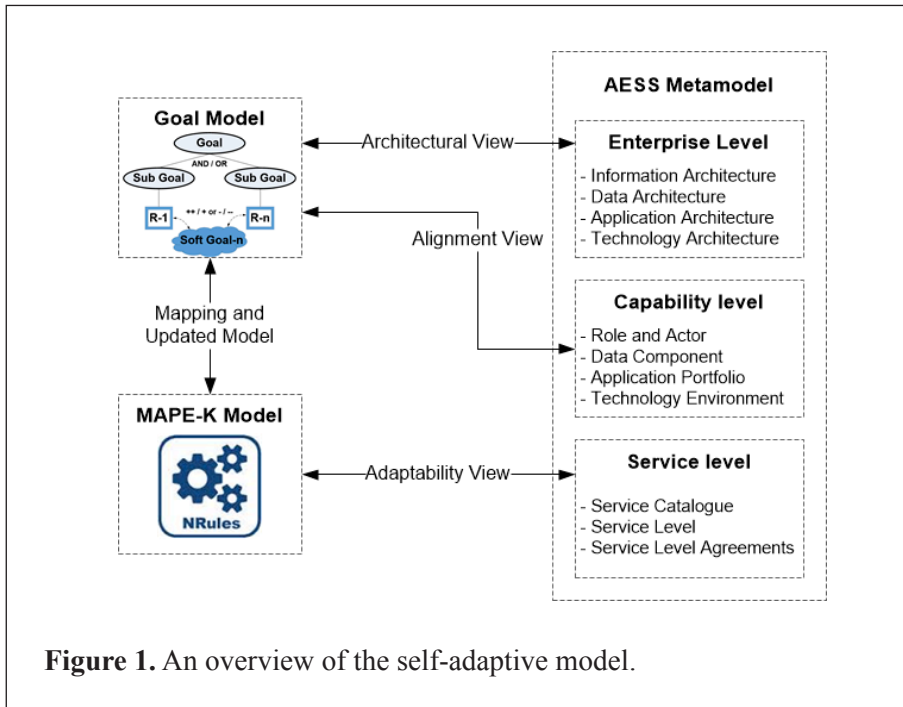 AESS Metamodel
Goal Model
Goal
AND / OR
Sub Goal
Sub Goal
R-1
++ / + or - / --
R-n
Soft Goal-n
Architectural View
Enterprise Level
- Information Architecture
- Data Architecture
- Application Architecture
- Technology Architecture
Alignment View
Mapping and
Updated Model
Capability level
- Role and Actor
- Data Component
- Application Portfolio
- Technology Environment
MAPE-K Model
NRules
Adaptability View
Service level
- Service Catalogue
- Service Level
- Service Level Agreements
Figure 1. An overview of the self-adaptive model.